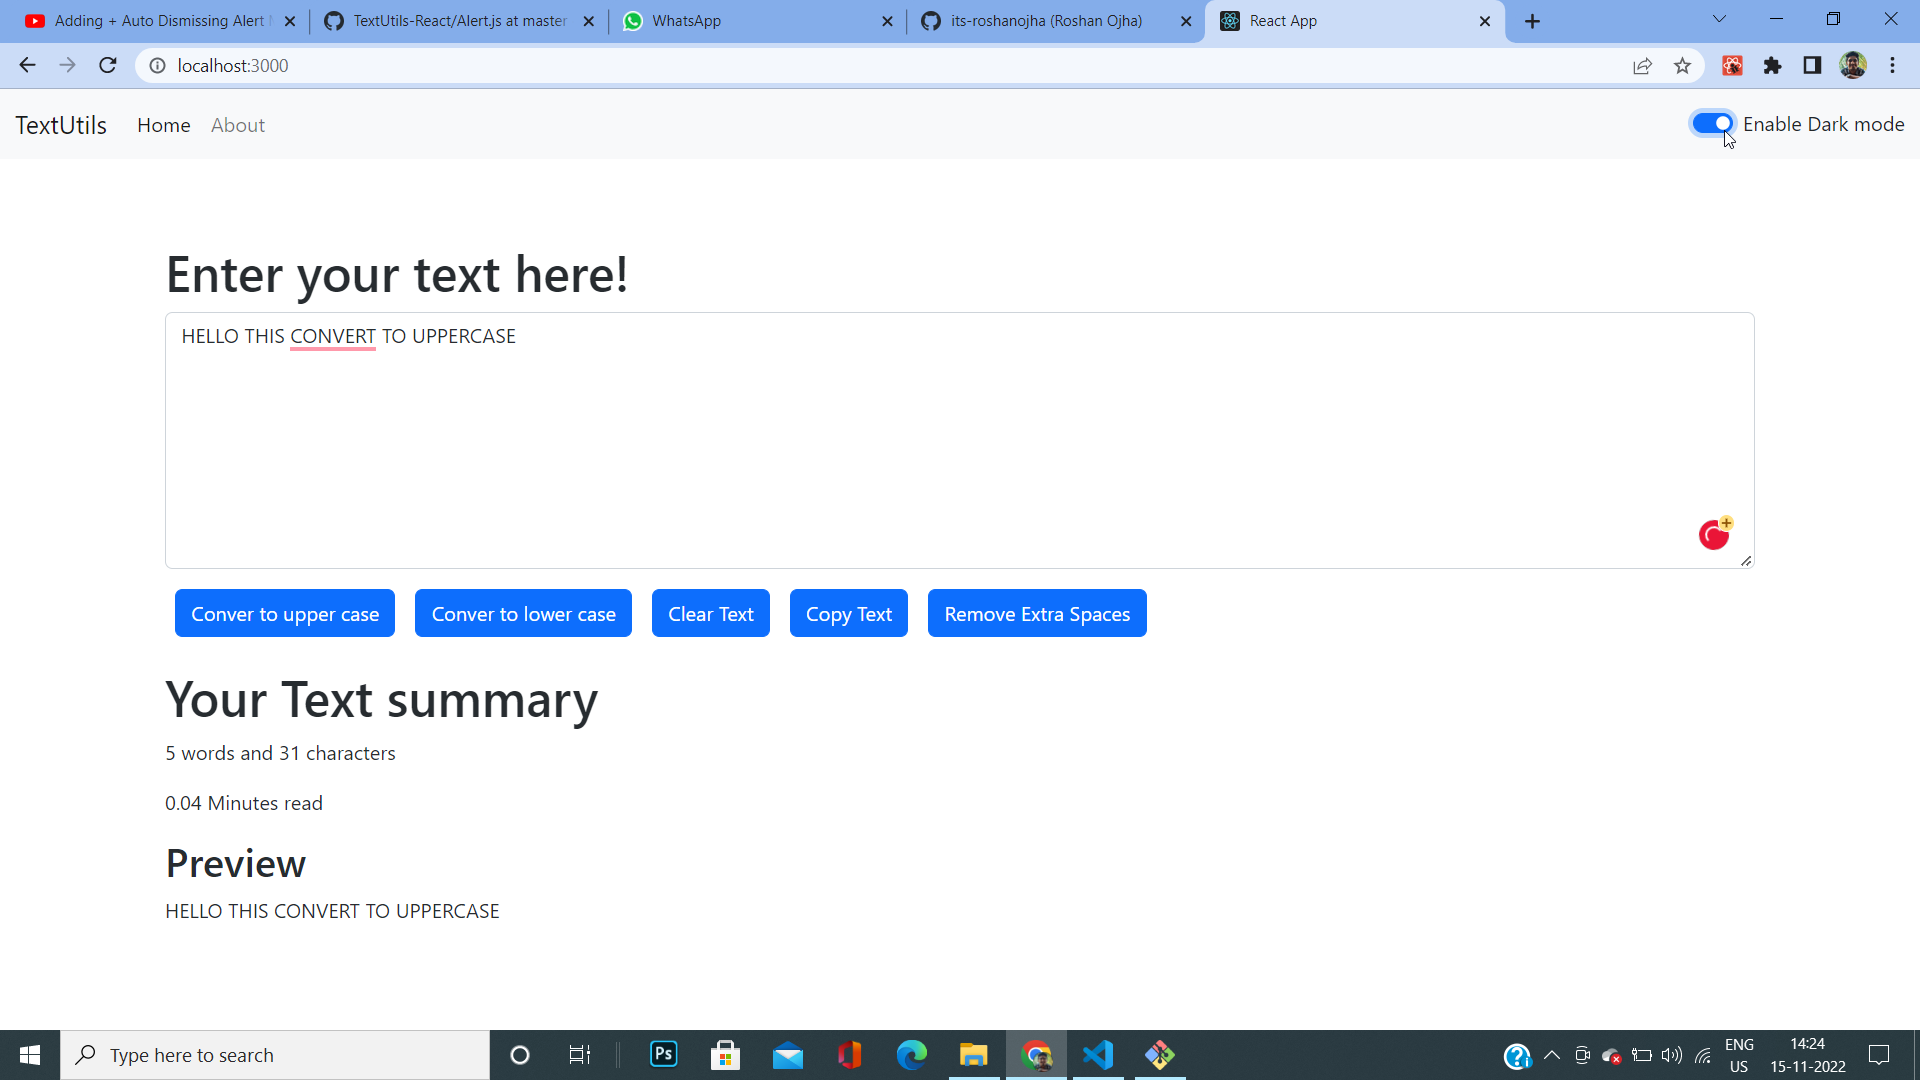 Adding + Auto Dismissing Alert
TextUtils-React/Alert.js at master
WhatsApp
its-roshanojha (Roshan Ojha)
React App
localhost:3000
TextUtils
Home
About
Enable Dark mode
Enter your text here!
HELLO THIS CONVERT TO UPPERCASE
Conver to upper case
Conver to lower case
Clear Text
Copy Text
Remove Extra Spaces
Your Text summary
5 words and 31 characters
0.04 Minutes read
Preview
HELLO THIS CONVERT TO UPPERCASE
Type here to search
Ps
ENG
US
14:24
15-11-2022